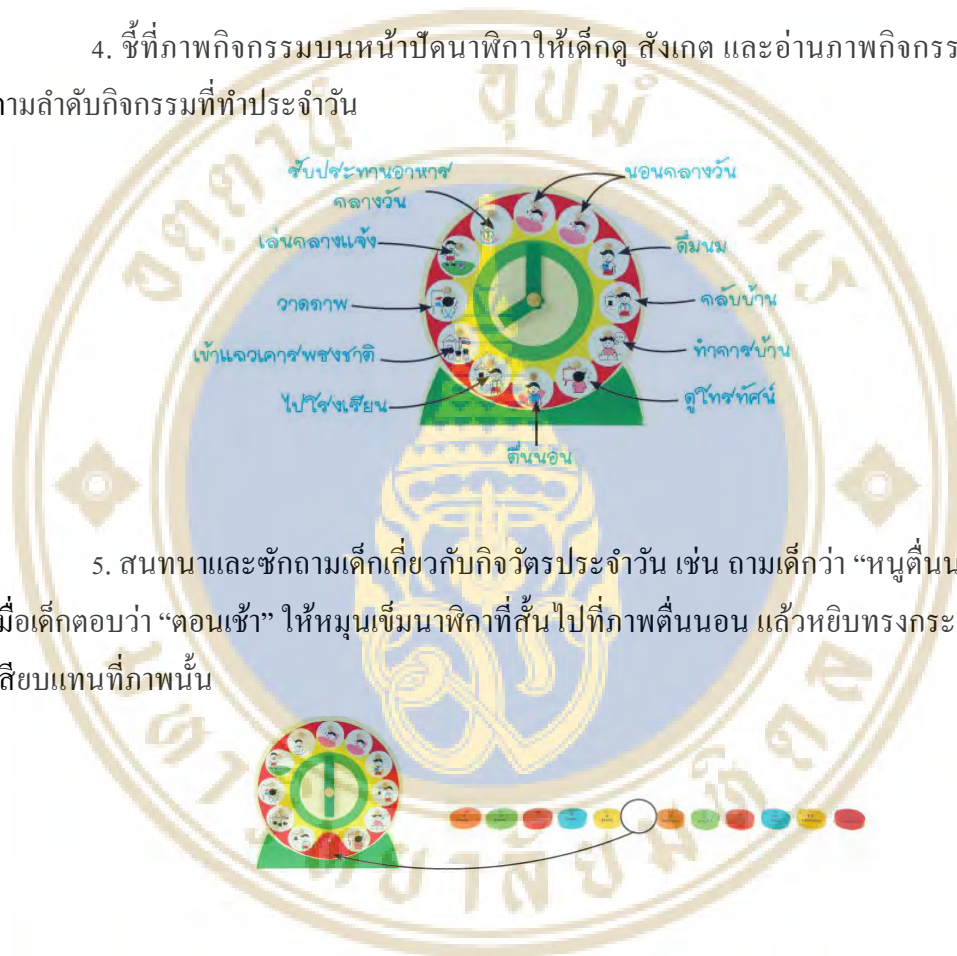 4. ชี้ที่ภาพกิจกรรมบนหน้าปัดนาฬิกาให้เด็กดู สังเกต และอ่านภาพกิจกรร
ตามลำดับกิจกรรมที่ทำประจำวัน
รับประทานอาหาร
กลางวัน
นอนกลางวัน
เล่นกลางแจ้ง
ดื่มนม
วาดภาพ
กลับบ้าน
เข้าแถวเคารพธงชาติ
ทำการบ้าน
ไปโรงเรียน
ดูโทรทัศน์
ตื่นนอน
5. สนทนาและซักถามเด็กเกี่ยวกับกิจวัตรประจำวัน เช่น ถามเด็กว่า “หนูตื่นน
มื่อเด็กตอบว่า “ตอนเช้า” ให้หมุนเข็มนาฬิกาที่สั้นไปที่ภาพตื่นนอน แล้วหยิบทรงกระ
สียบแทนที่ภาพนั้น